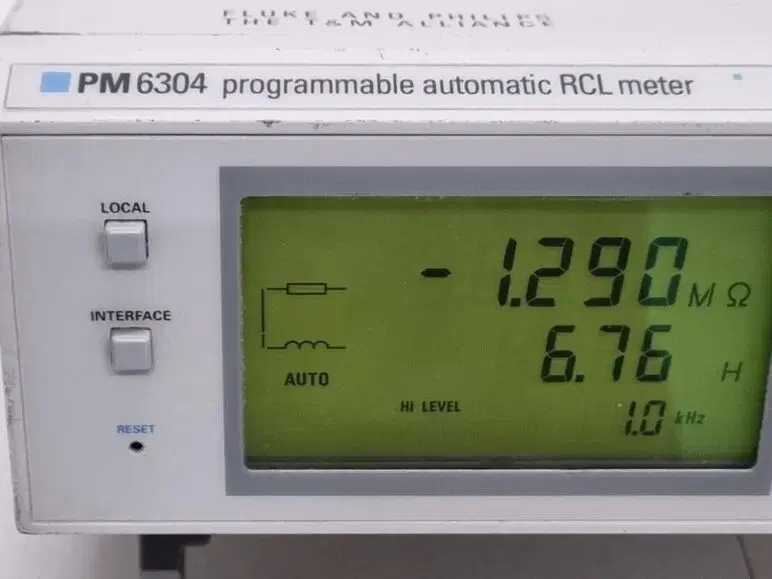 FLUKE AND PHILIPS
THE T&M ALLIANCE
PM 6304 programmable automatic RCL meter
LOCAL
-1.290 MΩ
INTERFACE
6.76 H
AUTO
HI LEVEL
1.0 kHz
RESET